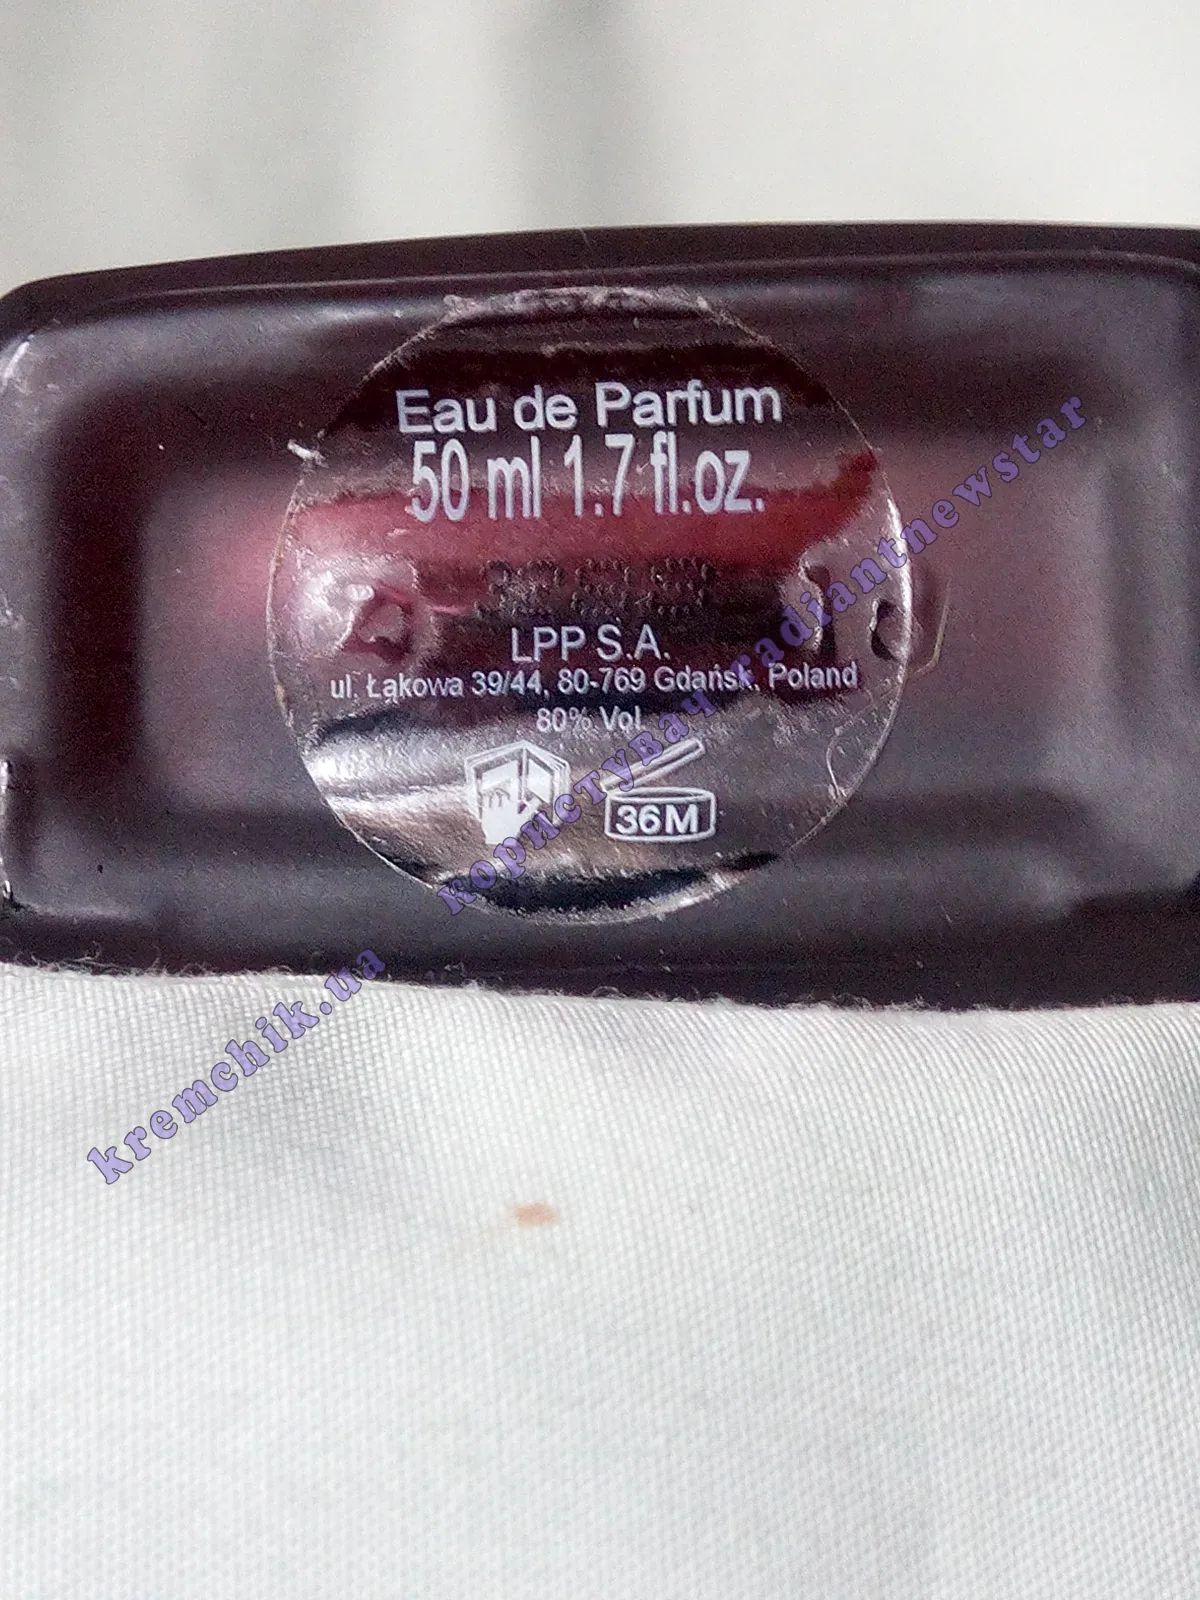 Eau de Parfum
50 ml 1.7 fl.oz.
LPP S.A.
ul. Łąkowa 39/44, 80-769 Gdańsk, Poland
80% Vol.
36M
користувач radiantnewstar
kremchik.ua